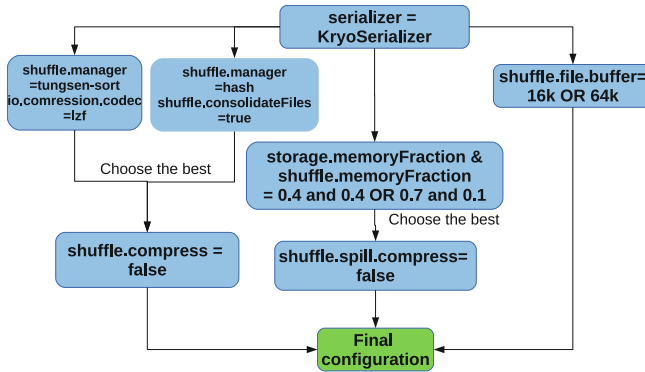 serializer =
KryoSerializer
shuffle.manager
=tungsen-sort
io.comression.codec
=lzf
shuffle.manager
=hash
shuffle.consolidateFiles
=true
shuffle.file.buffer=
16k OR 64k
Choose the best
storage.memoryFraction &
shuffle.memoryFraction
= 0.4 and 0.4 OR 0.7 and 0.1
Choose the best
shuffle.compress =
false
shuffle.spill.compress=
false
Final
configuration